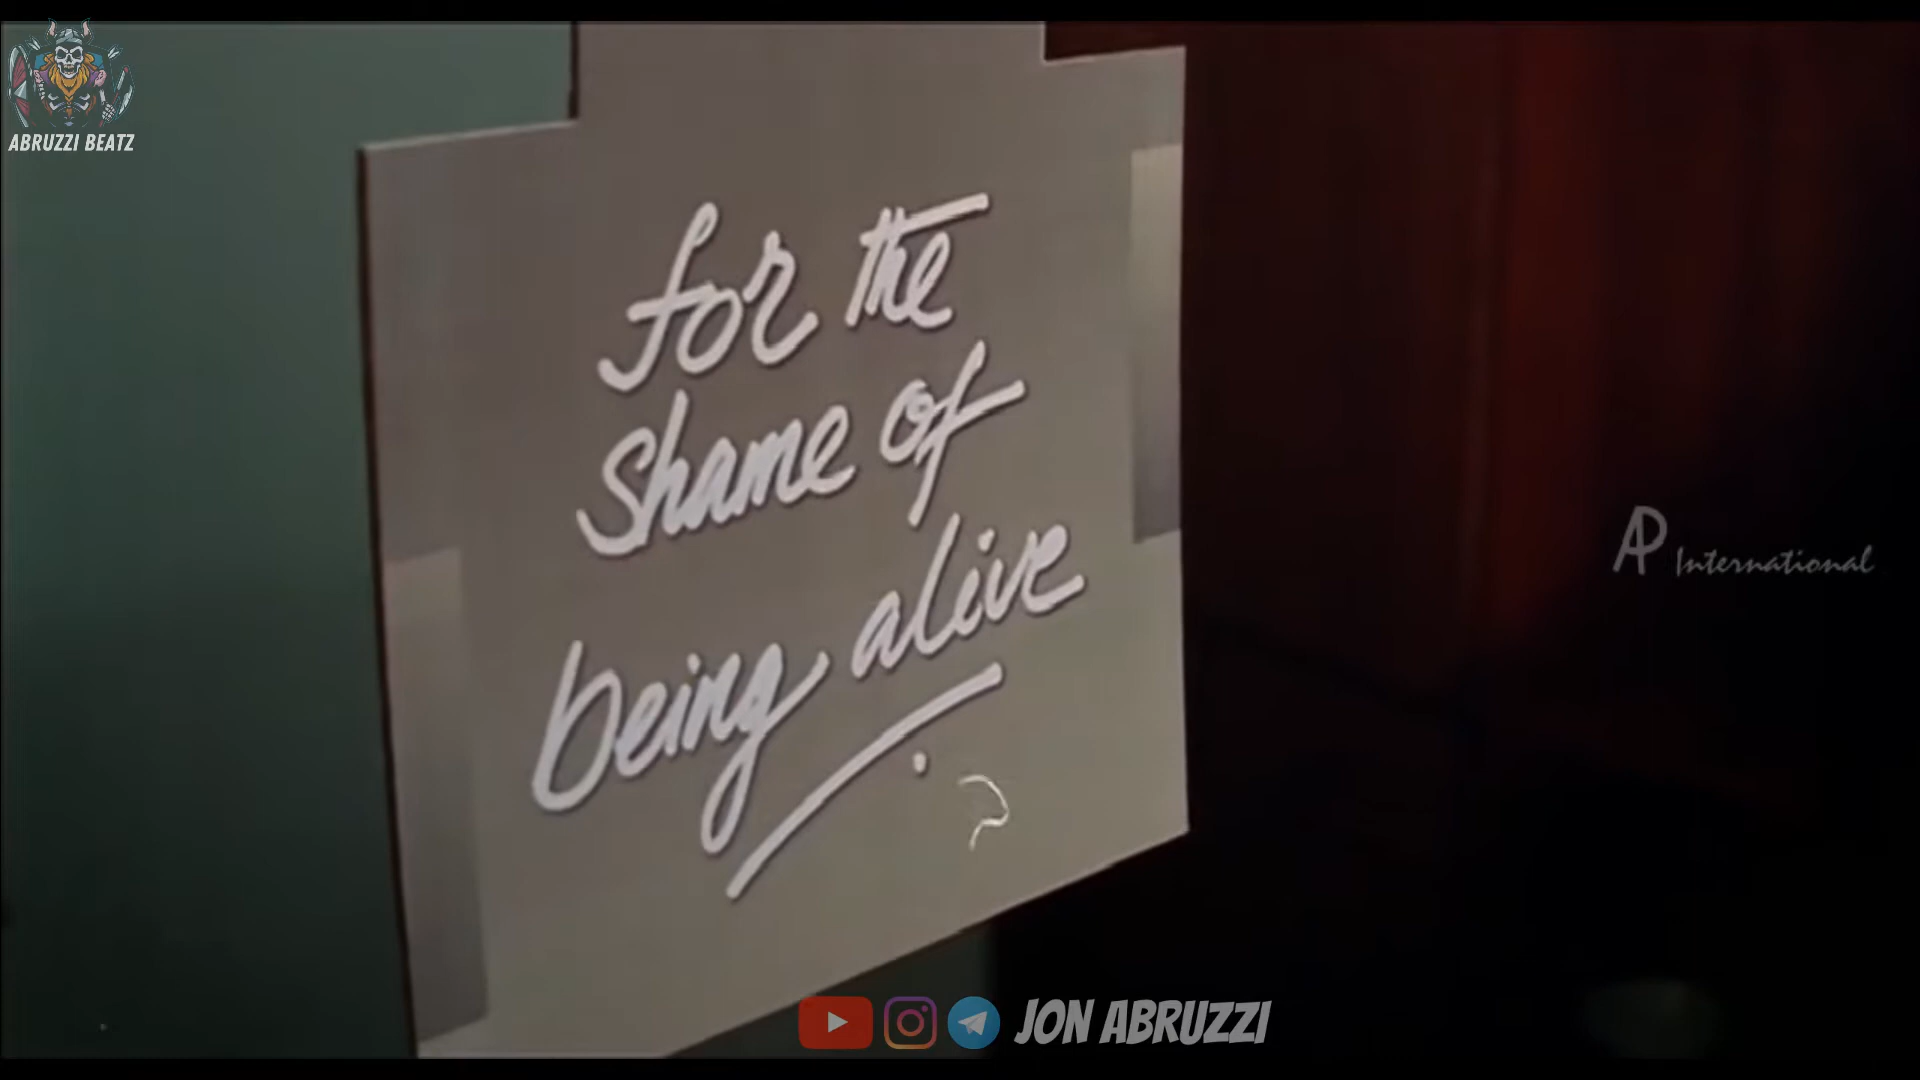 ABRUZZI BEATZ
for the
shame of
being alive
AP International
JON ABRUZZI